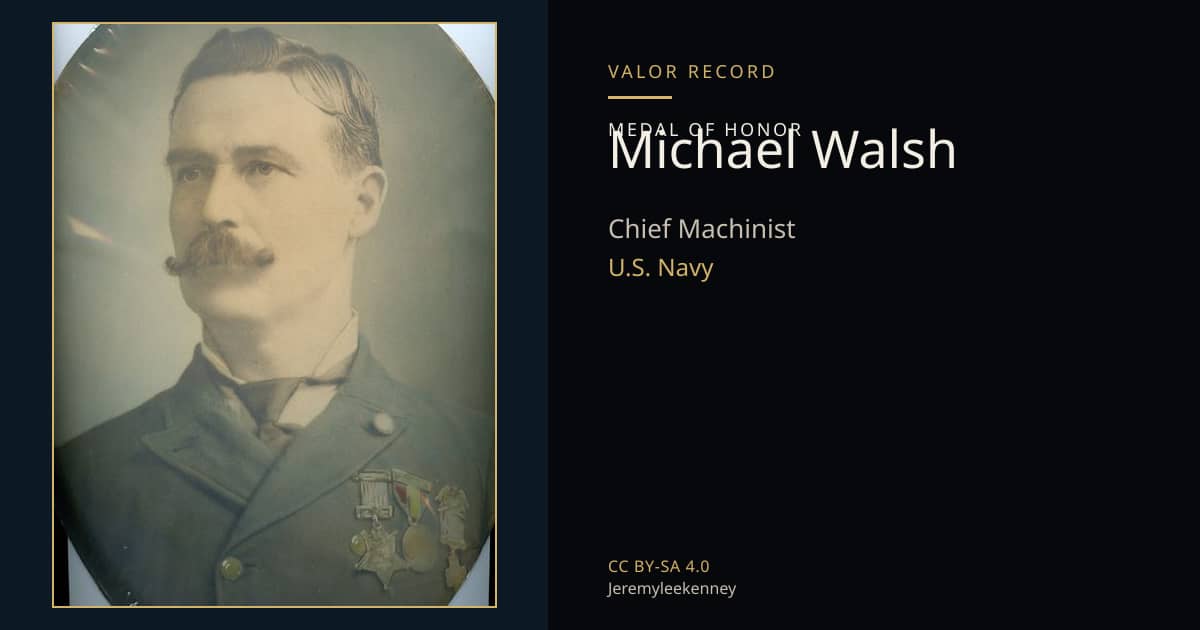 VALOR RECORD
MEDAL OF HONOR
Michael Walsh
Chief Machinist
U.S. Navy
CC BY-SA 4.0
Jeremyleekenney